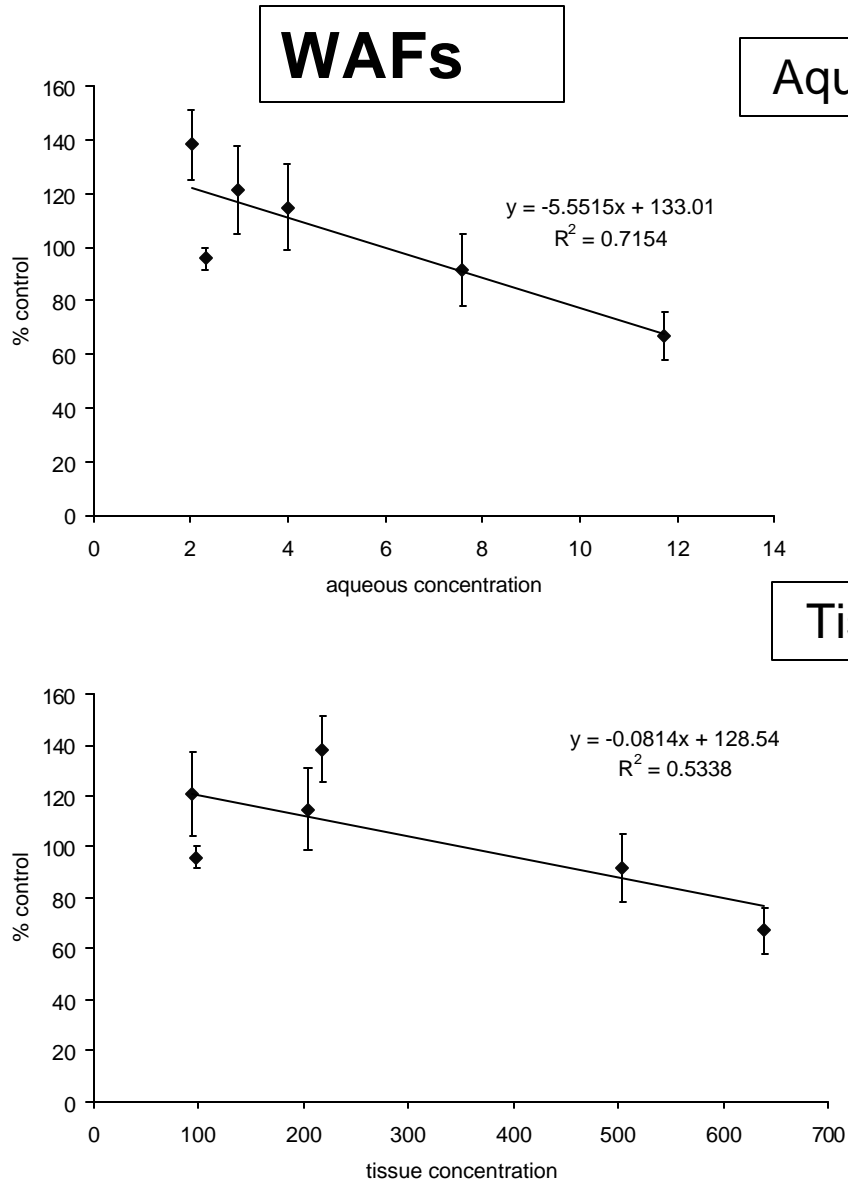 WAFs
Aqu
160
140
120
100
80
60
40
20
0
% control
y = -5.5515x + 133.01
R² = 0.7154
0 2 4 6 8 10 12 14
aqueous concentration
Tis
160
140
120
100
80
60
40
20
0
% control
y = -0.0814x + 128.54
R² = 0.5338
0 100 200 300 400 500 600 700
tissue concentration